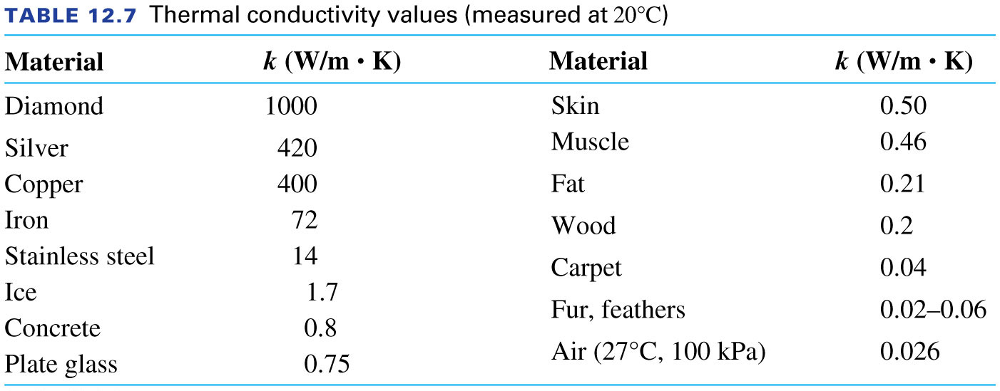 TABLE 12.7 Thermal conductivity values (measured at 20°C)
Material k (W/m · K) Material k (W/m · K)
Diamond 1000 Skin 0.50
Silver 420 Muscle 0.46
Copper 400 Fat 0.21
Iron 72 Wood 0.2
Stainless steel 14 Carpet 0.04
Ice 1.7 Fur, feathers 0.02–0.06
Concrete 0.8 Air (27°C, 100 kPa) 0.026
Plate glass 0.75